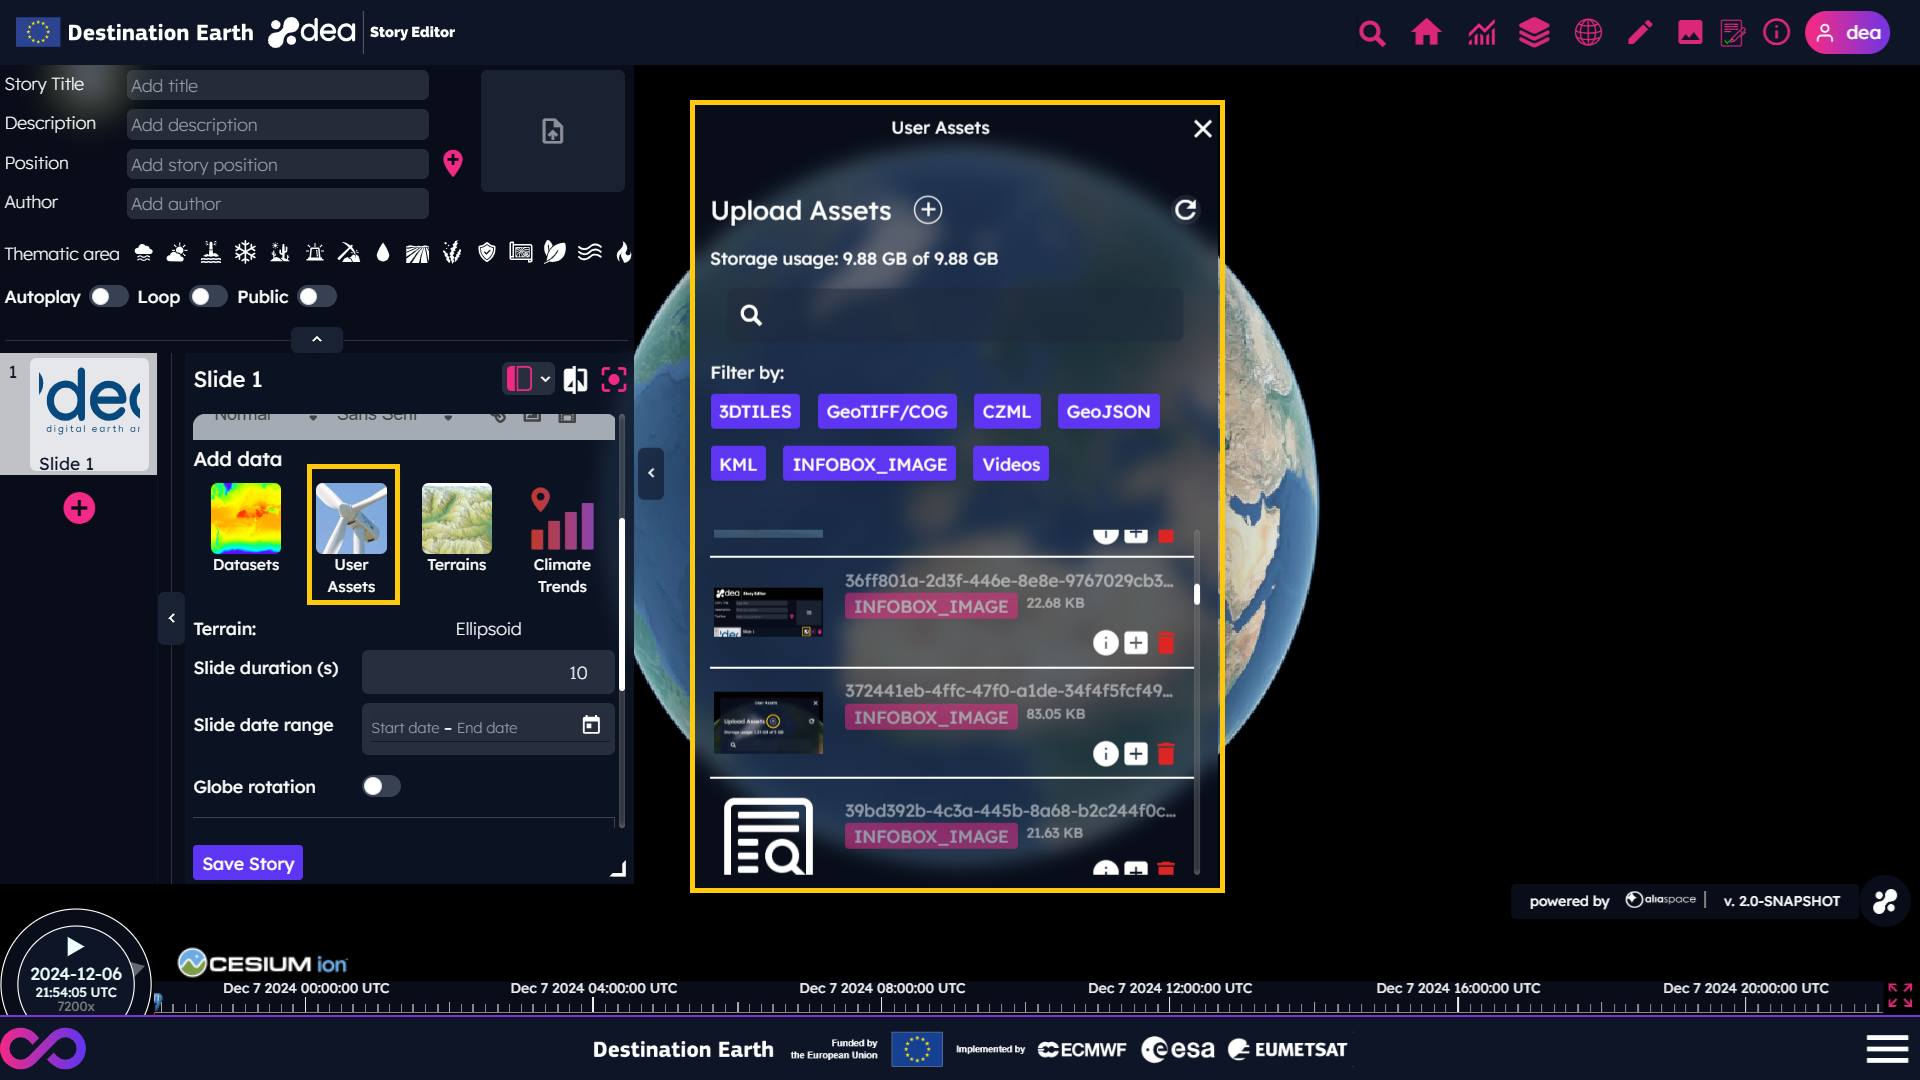 Destination Earth dea Story Editor
dea
Story Title Add title
Description Add description
Position Add story position
Author Add author
Thematic area
Autoplay Loop Public
1
dea
digital earth ar
Slide 1
Slide 1
Normal Sans Serif
Add data
Datasets
User Assets
Terrains
Climate Trends
Terrain: Ellipsoid
Slide duration (s) 10
Slide date range Start date – End date
Globe rotation
Save Story
User Assets
Upload Assets
Storage usage: 9.88 GB of 9.88 GB
Filter by:
3DTILES GeoTIFF/COG CZML GeoJSON
KML INFOBOX_IMAGE Videos
36ff801a-2d3f-446e-8e8e-9767029cb3...
INFOBOX_IMAGE 22.68 KB
dea Story Editor
Slide 1
372441eb-4ffc-47f0-a1de-34f4f5fcf49...
INFOBOX_IMAGE 83.05 KB
User Assets
Upload Assets
39bd392b-4c3a-445b-8a68-b2c244f0c...
INFOBOX_IMAGE 21.63 KB
powered by aliaspace v. 2.0-SNAPSHOT
2024-12-06
21:54:05 UTC
7200x
CESIUM ion
Dec 7 2024 00:00:00 UTC Dec 7 2024 04:00:00 UTC Dec 7 2024 08:00:00 UTC Dec 7 2024 12:00:00 UTC Dec 7 2024 16:00:00 UTC Dec 7 2024 20:00:00 UTC
Destination Earth
Funded by
the European Union
Implemented by ECMWF esa EUMETSAT